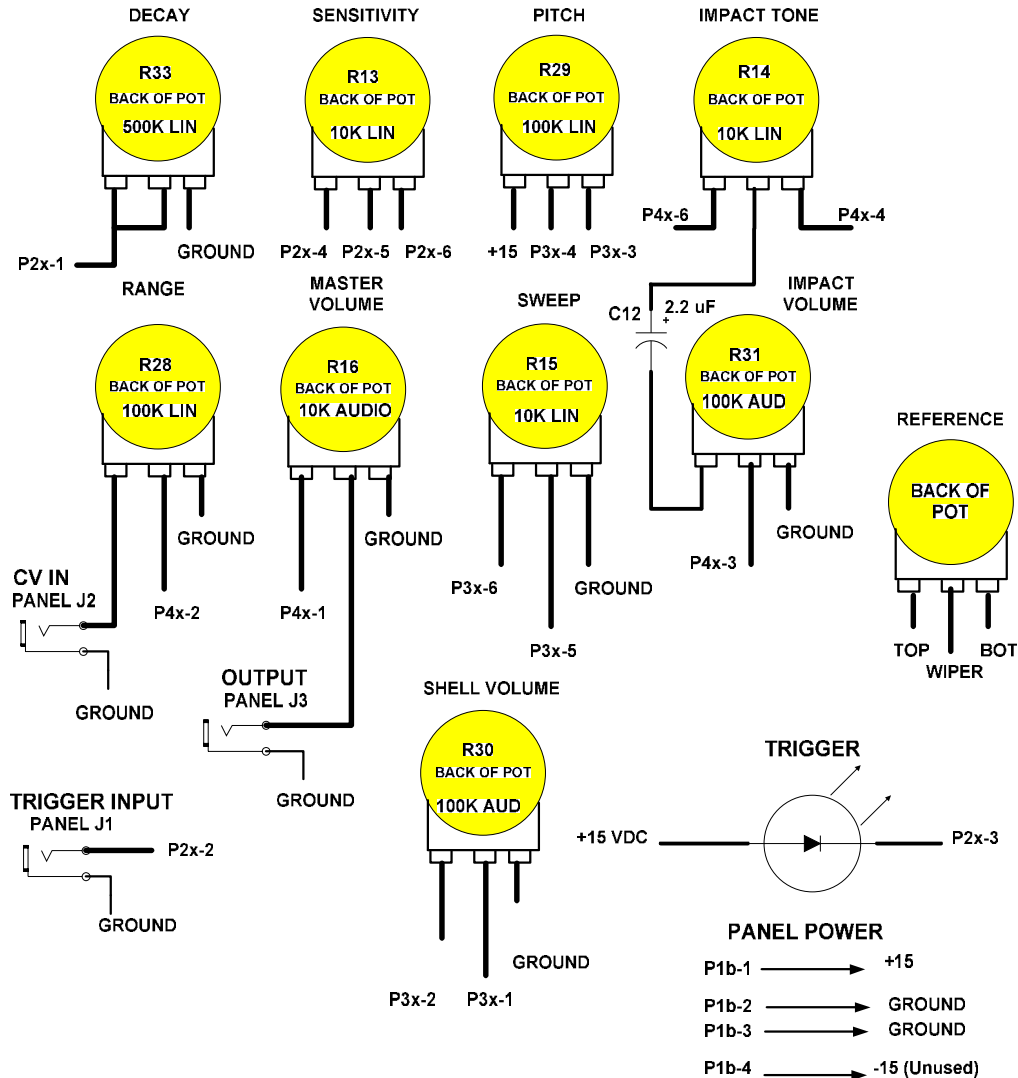 DECAY
SENSITIVITY
PITCH
IMPACT TONE
R33
BACK OF POT
500K LIN
R13
BACK OF POT
10K LIN
R29
BACK OF POT
100K LIN
R14
BACK OF POT
10K LIN
P2x-1
GROUND
P2x-4
P2x-5
P2x-6
+15
P3x-4
P3x-3
P4x-6
P4x-4
RANGE
MASTER
VOLUME
SWEEP
C12
+
2.2 uF
IMPACT
VOLUME
R28
BACK OF POT
100K LIN
R16
BACK OF POT
10K AUDIO
R15
BACK OF POT
10K LIN
R31
BACK OF POT
100K AUD
REFERENCE
BACK OF
POT
GROUND
GROUND
GROUND
GROUND
CV IN
PANEL J2
P4x-2
P4x-1
P3x-6
P3x-5
P4x-3
TOP
WIPER
BOT
GROUND
OUTPUT
PANEL J3
GROUND
SHELL VOLUME
R30
BACK OF POT
100K AUD
TRIGGER
+15 VDC
P2x-3
TRIGGER INPUT
PANEL J1
P2x-2
GROUND
GROUND
P3x-2
P3x-1
PANEL POWER
P1b-1
+15
P1b-2
GROUND
P1b-3
GROUND
P1b-4
-15 (Unused)